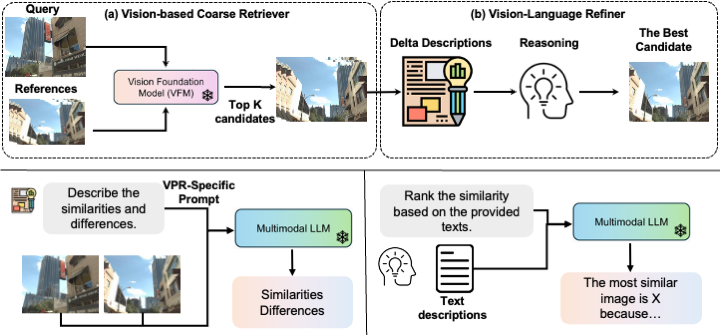 (a) Vision-based Coarse Retriever
Query
References
Vision Foundation
Model (VFM)
Top K
candidates
(b) Vision-Language Refiner
Delta Descriptions
Reasoning
The Best
Candidate
Describe the
similarities and
differences.
VPR-Specific
Prompt
Multimodal LLM
Similarities
Differences
Rank the similarity
based on the provided
texts.
Text
descriptions
Multimodal LLM
The most similar
image is X
because…